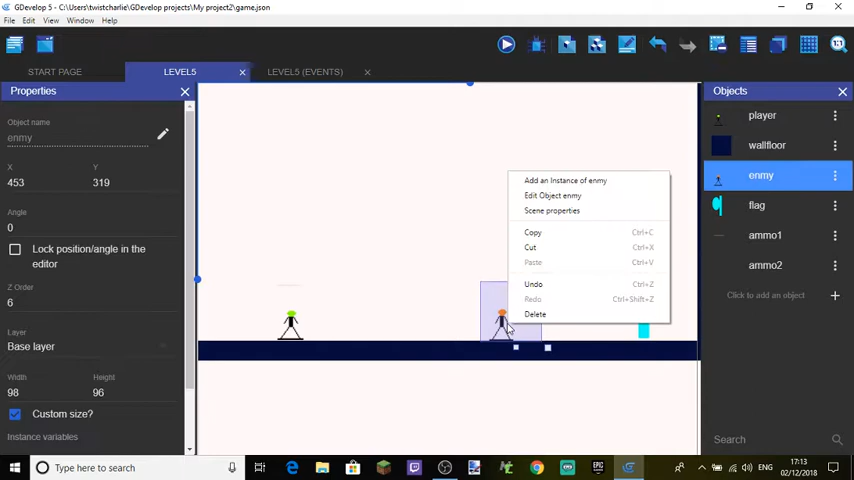 GDevelop 5 - C:\Users\twistcharlie\GDevelop projects\My project2\game.json
File Edit View Window Help
START PAGE
LEVEL5
LEVEL5 (EVENTS)
Properties
Object name
enmy
X
Y
453
319
Angle
0
Lock position/angle in the
editor
Z Order
6
Layer
Base layer
Width
Height
98
96
Custom size?
Instance variables
Add an Instance of enmy
Edit Object enmy
Scene properties
Copy Ctrl+C
Cut Ctrl+X
Paste Ctrl+V
Undo Ctrl+Z
Redo Ctrl+Shift+Z
Delete
Objects
player
wallfloor
enmy
flag
ammo1
ammo2
Click to add an object
Search
1:1
Type here to search
EPIC
ENG
17:13
02/12/2018